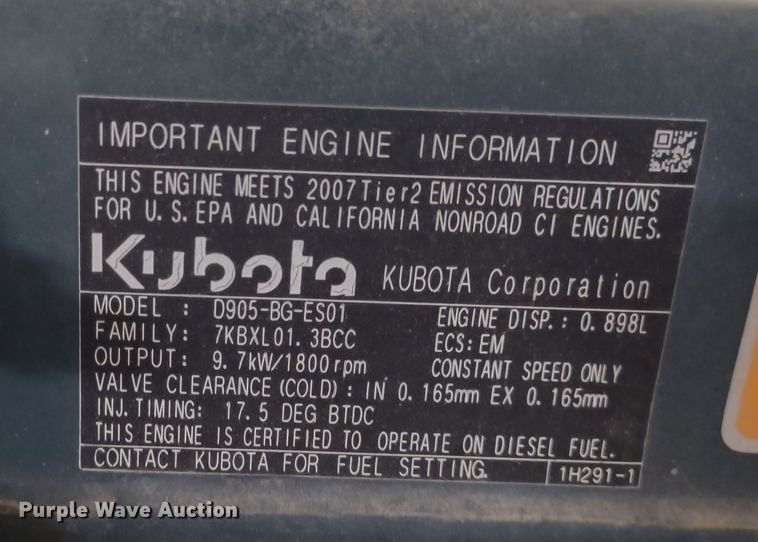 IMPORTANT ENGINE INFORMATION
THIS ENGINE MEETS 2007Tier2 EMISSION REGULATIONS
FOR U.S.EPA AND CALIFORNIA NONROAD CI ENGINES.
Kubota KUBOTA Corporation
MODEL : D905-BG-ES01 ENGINE DISP.: 0.898L
FAMILY: 7KBXL01.3BCC ECS:EM
OUTPUT: 9.7kW/1800rpm CONSTANT SPEED ONLY
VALVE CLEARANCE(COLD): IN 0.165mm EX 0.165mm
INJ.TIMING: 17.5 DEG BTDC
THIS ENGINE IS CERTIFIED TO OPERATE ON DIESEL FUEL.
CONTACT KUBOTA FOR FUEL SETTING. 1H291-1
Purple Wave Auction